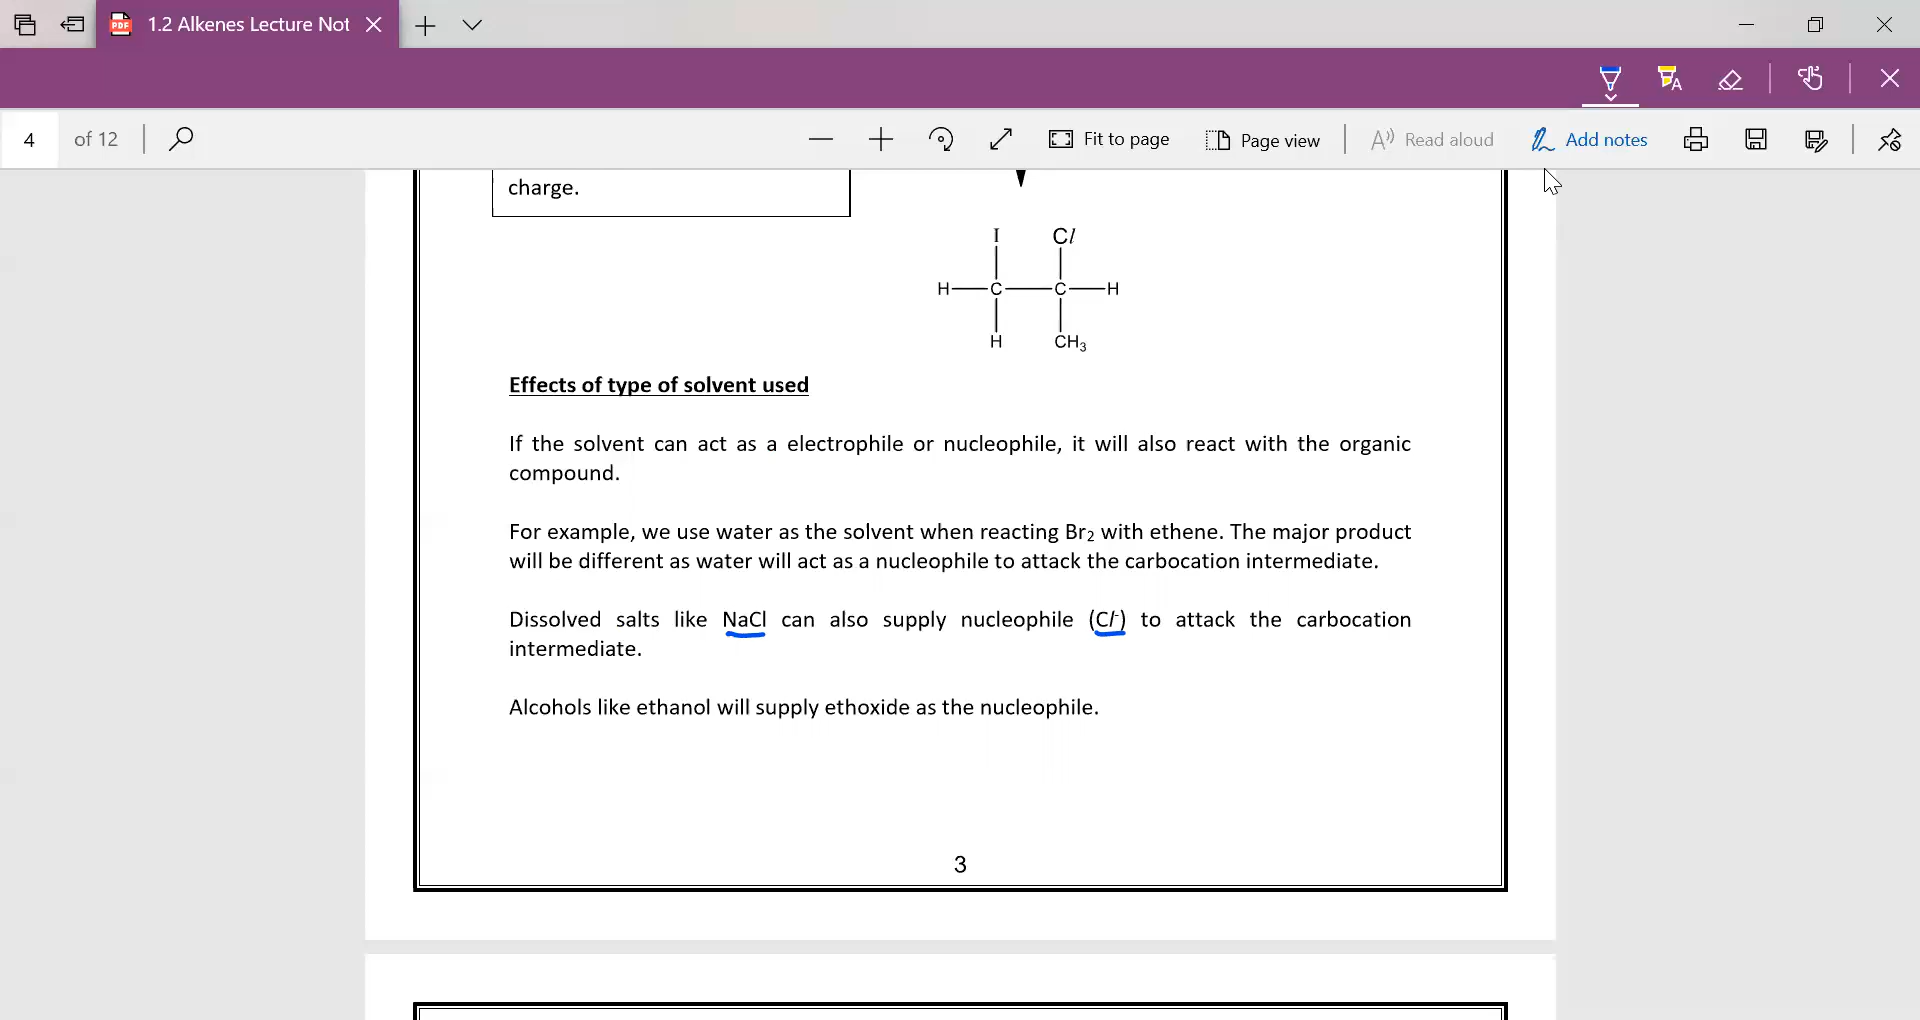 1.2 Alkenes Lecture Not
4 of 12
Fit to page
Page view
Read aloud
Add notes
charge.
I Cl
H C C H
H CH₃
Effects of type of solvent used
If the solvent can act as a electrophile or nucleophile, it will also react with the organic
compound.
For example, we use water as the solvent when reacting Br₂ with ethene. The major product
will be different as water will act as a nucleophile to attack the carbocation intermediate.
Dissolved salts like NaCl can also supply nucleophile (Cl⁻) to attack the carbocation
intermediate.
Alcohols like ethanol will supply ethoxide as the nucleophile.
3